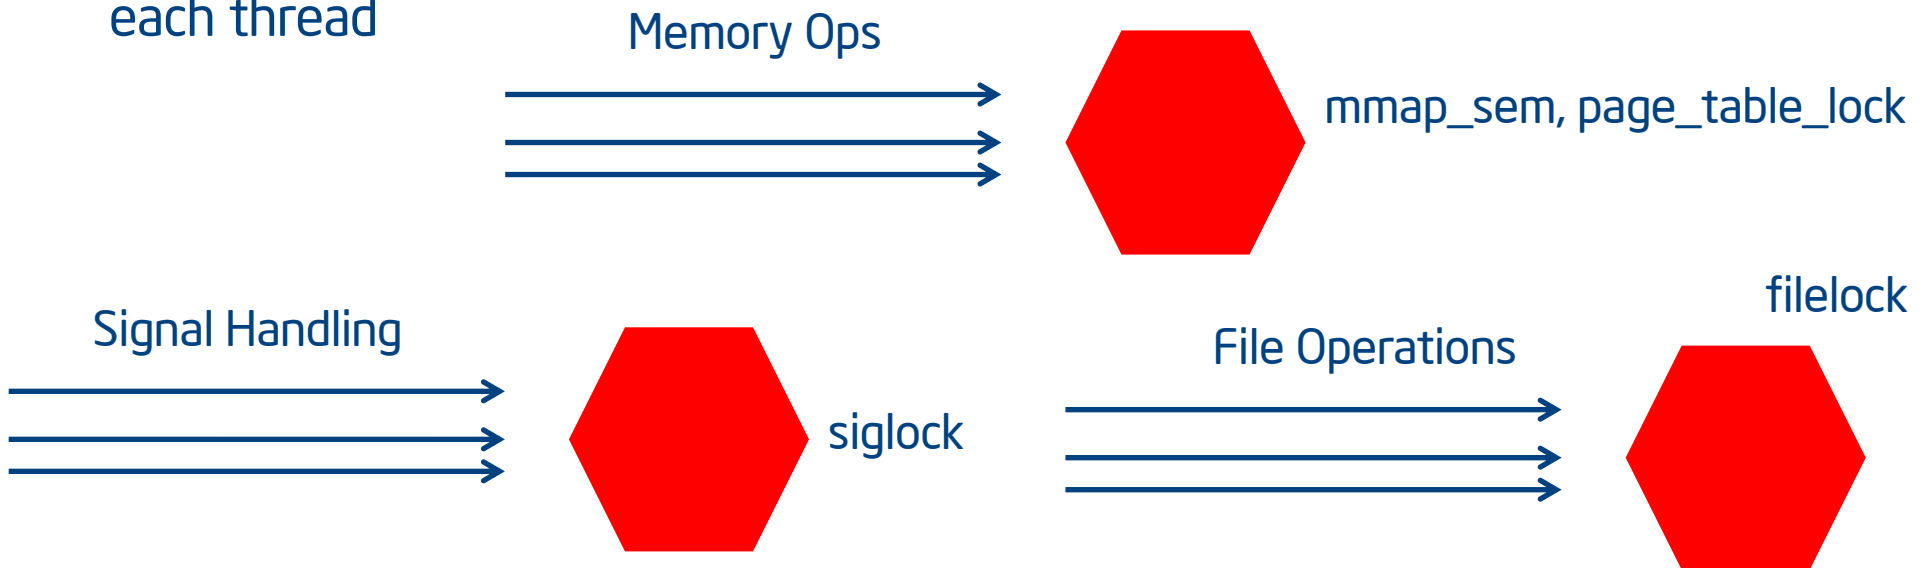 each thread
Memory Ops
mmap_sem, page_table_lock
filelock
Signal Handling
File Operations
siglock